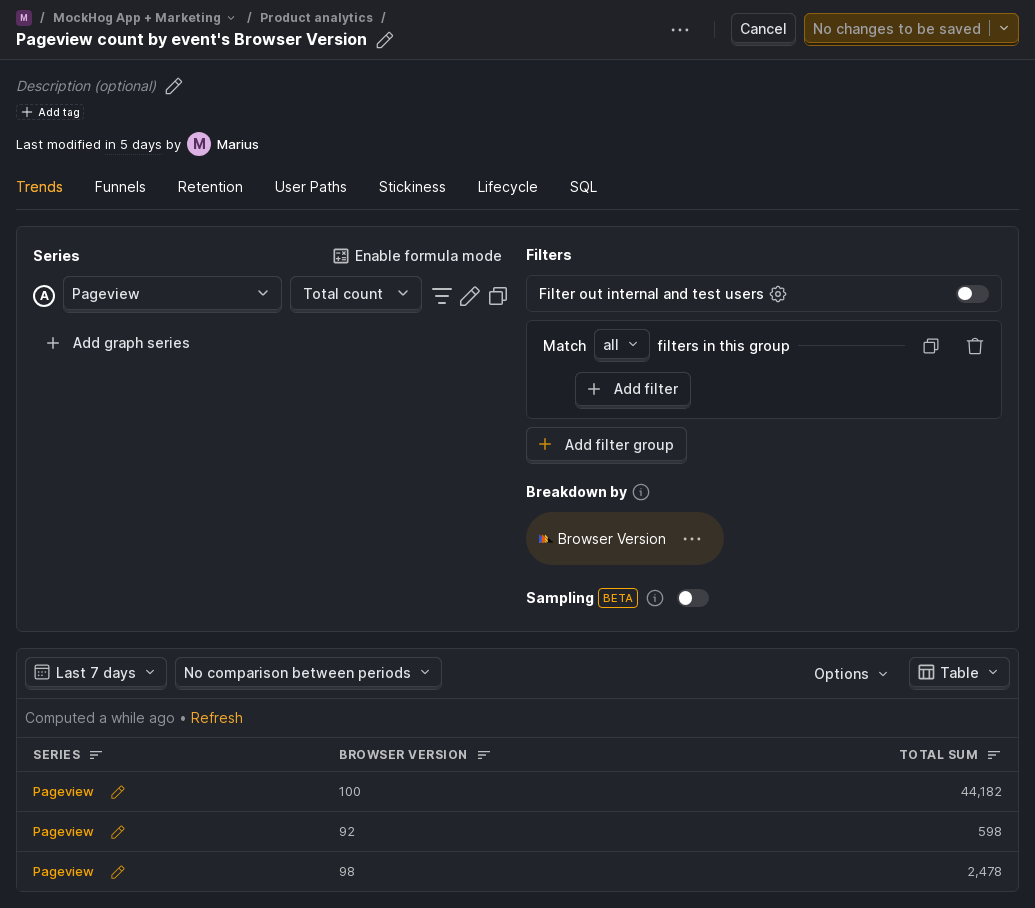 M / MockHog App + Marketing / Product analytics /
Pageview count by event's Browser Version
Cancel
No changes to be saved
Description (optional)
Add tag
Last modified in 5 days by M Marius
Trends Funnels Retention User Paths Stickiness Lifecycle SQL
Series
Enable formula mode
A Pageview Total count
Add graph series
Filters
Filter out internal and test users
Match all filters in this group
Add filter
Add filter group
Breakdown by
Browser Version
Sampling BETA
Last 7 days No comparison between periods Options Table
Computed a while ago • Refresh
SERIES BROWSER VERSION TOTAL SUM
Pageview 100 44,182
Pageview 92 598
Pageview 98 2,478